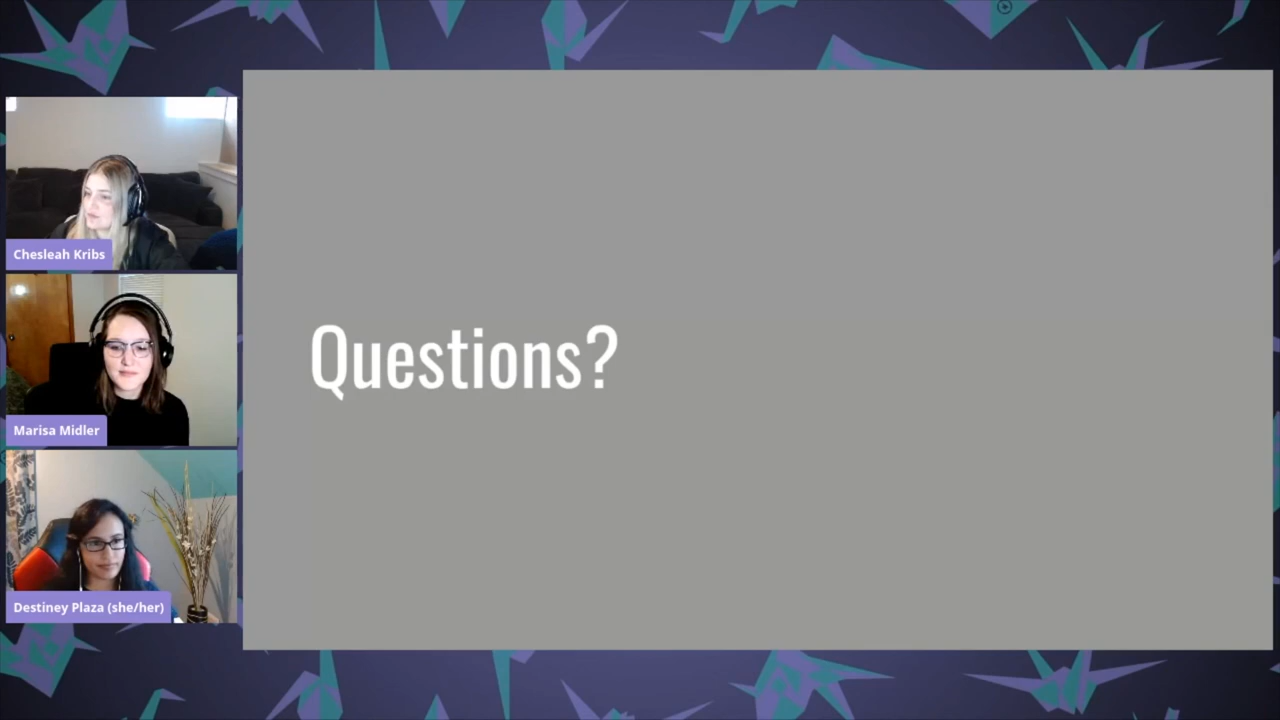 Chesleah Kribs
Marisa Midler
Destiney Plaza (she/her)
Questions?